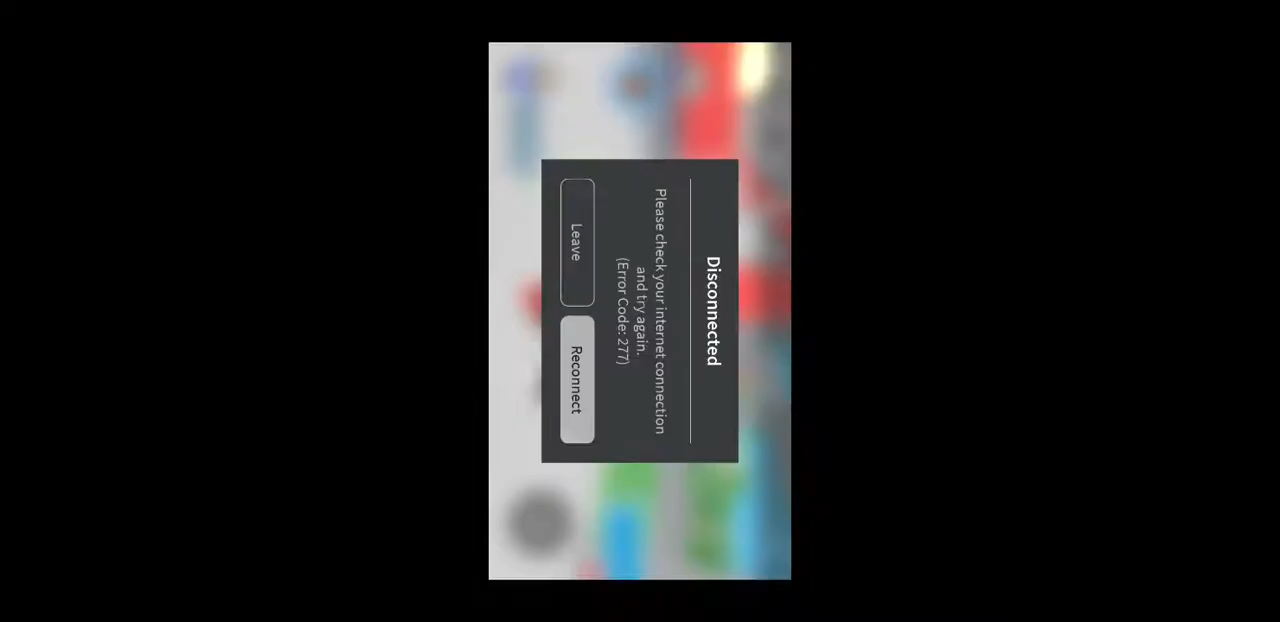 Disconnected
Please check your internet connection
and try again.
(Error Code: 277)
Leave
Reconnect